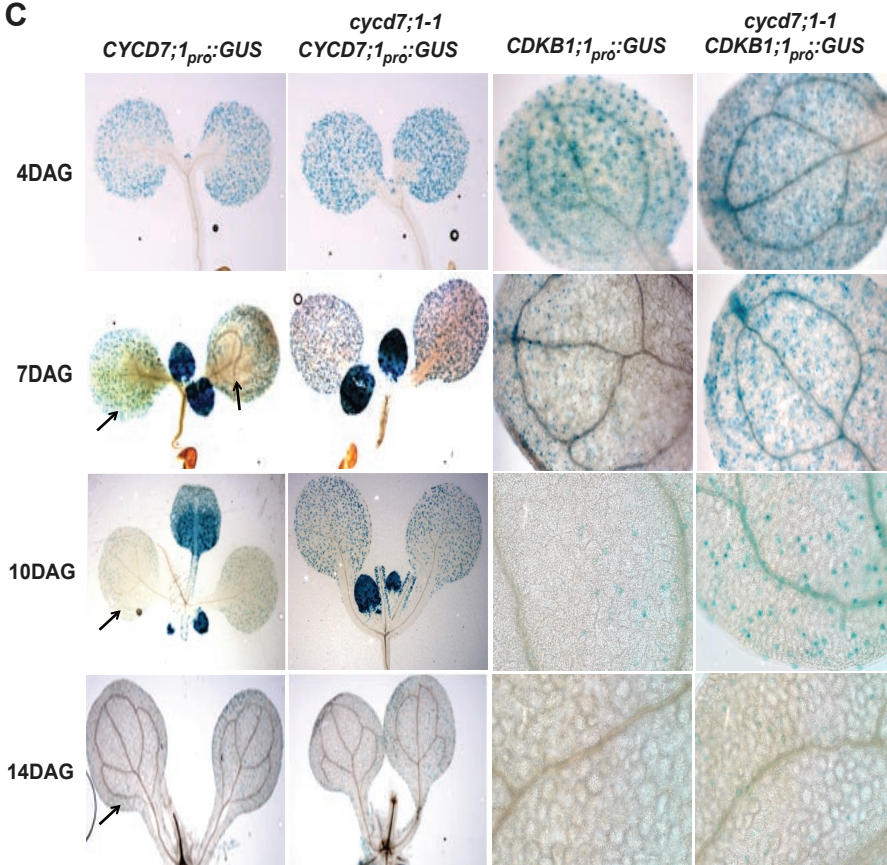 C
CYCD7;1pro::GUS
cycd7;1-1
CYCD7;1pro::GUS
CDKB1;1pro::GUS
cycd7;1-1
CDKB1;1pro::GUS
4DAG
7DAG
10DAG
14DAG